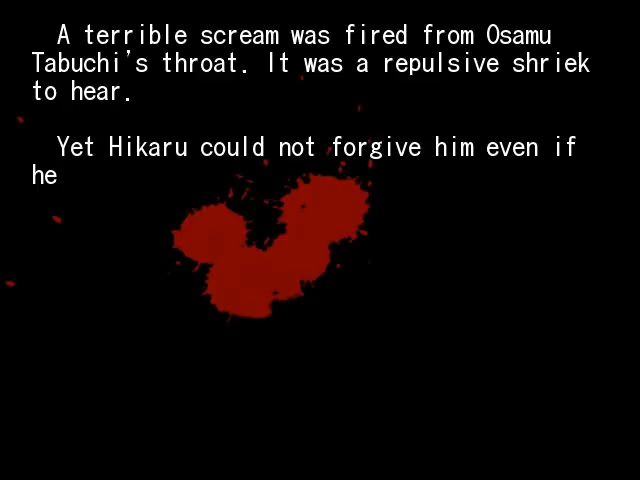 A terrible scream was fired from Osamu
Tabuchi's throat. It was a repulsive shriek
to hear.
Yet Hikaru could not forgive him even if
he